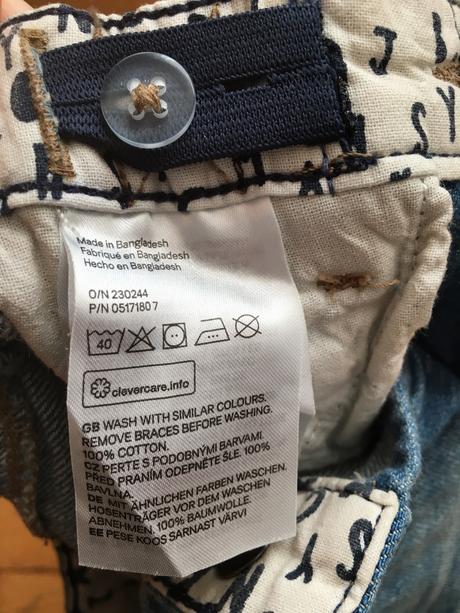 Made in Bangladesh
Fabriqué en Bangladesh
Hecho en Bangladesh
O/N 230244
P/N 05171807
40
clevercare.info
GB WASH WITH SIMILAR COLOURS.
REMOVE BRACES BEFORE WASHING.
100% COTTON.
CZ PERTE S PODOBNÝMI BARVAMI.
PŘED PRANÍM ODEPNĚTE ŠLE. 100%
BAVLNA.
DE MIT ÄHNLICHEN FARBEN WASCHEN.
HOSENTRÄGER VOR DEM WASCHEN
ABNEHMEN. 100% BAUMWOLLE.
EE PESE KOOS SARNAST VÄRVI